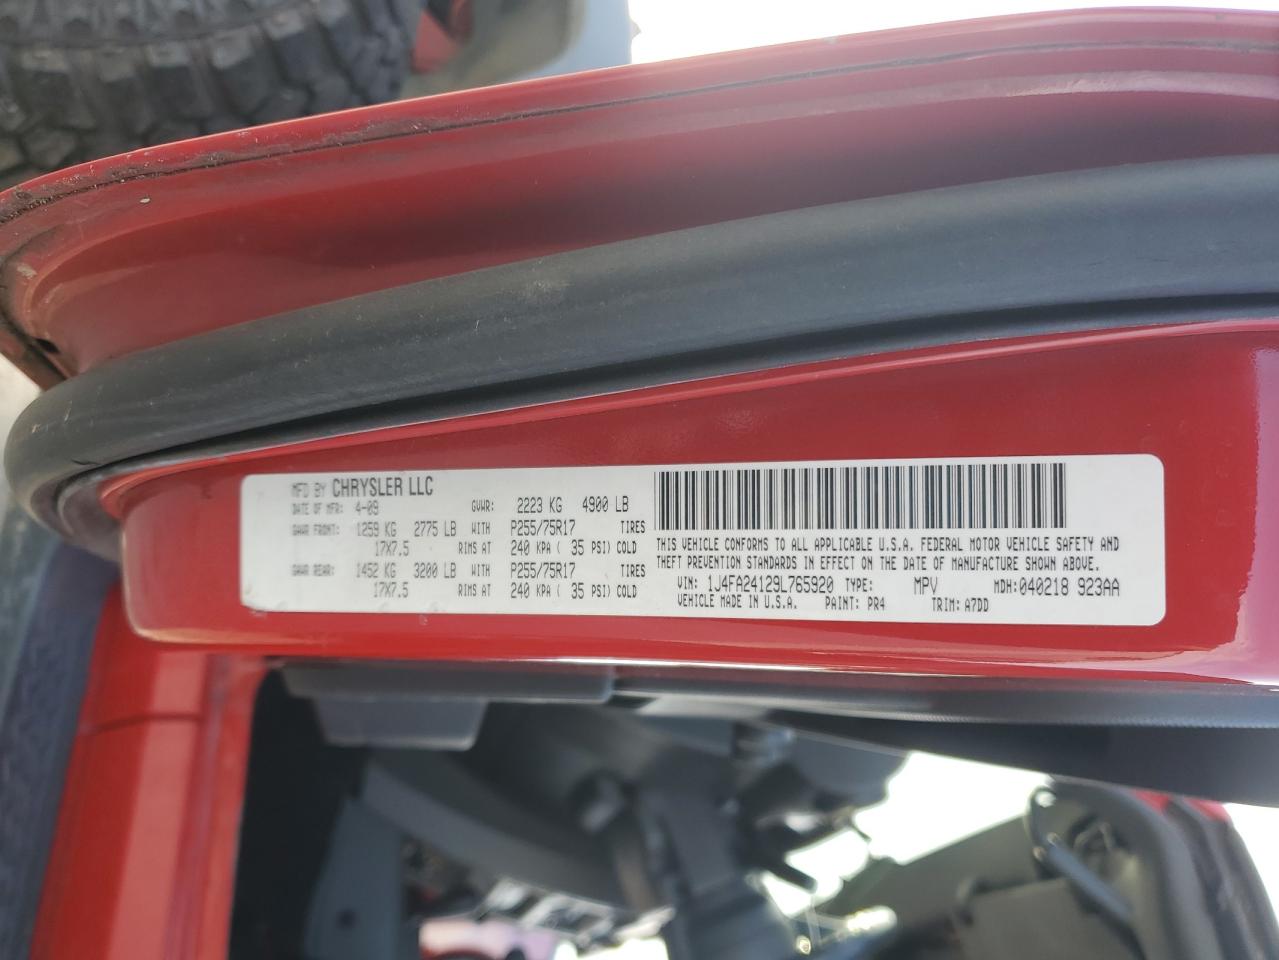 MFD BY CHRYSLER LLC
DATE OF MFR: 4-09 GVWR: 2223 KG 4900 LB
GAWR FRONT: 1259 KG 2775 LB WITH P255/75R17 TIRES
17X7.5 RIMS AT 240 KPA ( 35 PSI) COLD
GAWR REAR: 1452 KG 3200 LB WITH P255/75R17 TIRES
17X7.5 RIMS AT 240 KPA ( 35 PSI) COLD
THIS VEHICLE CONFORMS TO ALL APPLICABLE U.S.A. FEDERAL MOTOR VEHICLE SAFETY AND
THEFT PREVENTION STANDARDS IN EFFECT ON THE DATE OF MANUFACTURE SHOWN ABOVE.
VIN: 1J4FA24129L765920 TYPE: MPV MDH:040218 923AA
VEHICLE MADE IN U.S.A. PAINT: PR4 TRIM: A7DD